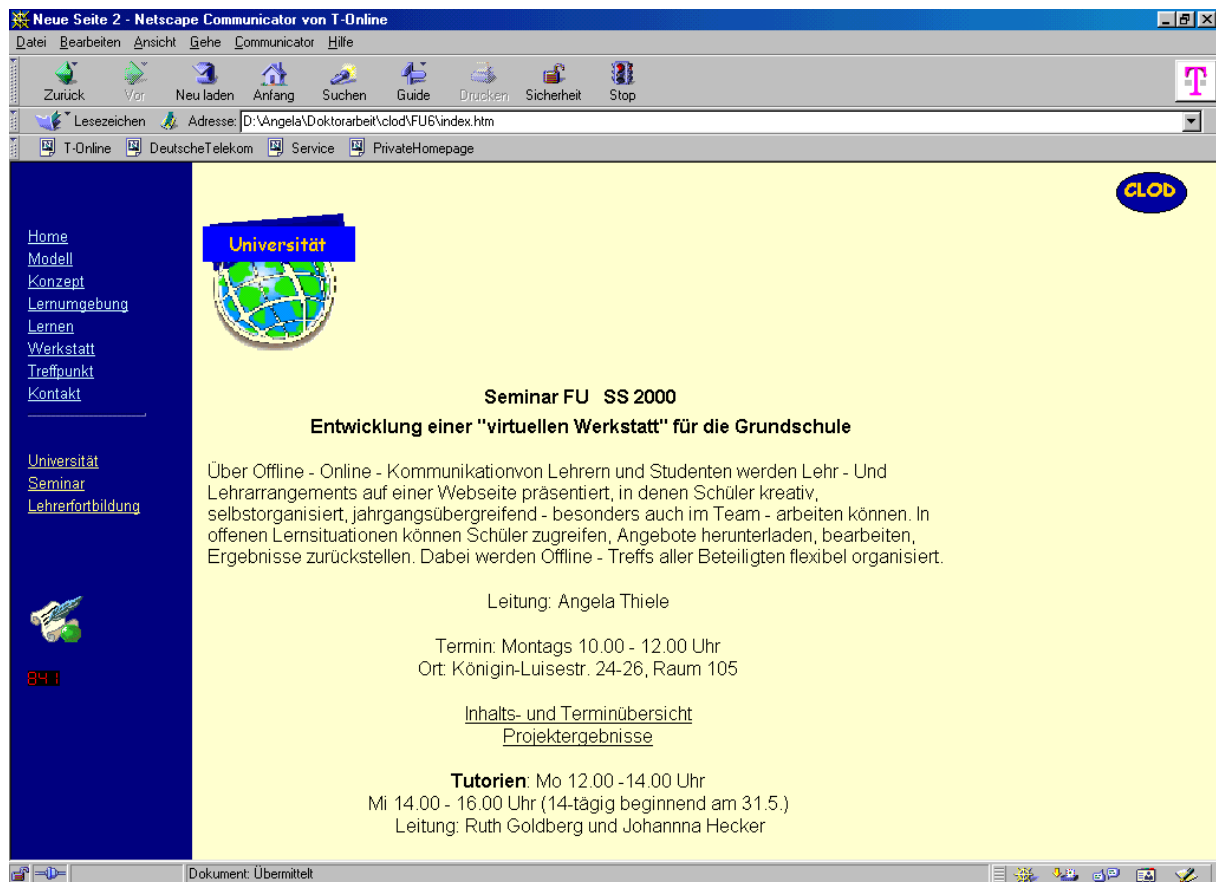 Neue Seite 2 - Netscape Communicator von T-Online
Datei Bearbeiten Ansicht Gehe Communicator Hilfe
Zurück Vor Neu laden Anfang Suchen Guide Drucken Sicherheit Stop
T
Lesezeichen Adresse: D:\Angela\Doktorarbeit\clod\FU6\index.htm
T-Online DeutscheTelekom Service PrivateHomepage
CLOD
Home
Modell
Konzept
Lernumgebung
Lernen
Werkstatt
Treffpunkt
Kontakt
Universität
Seminar
Lehrerfortbildung
841
Universität
Seminar FU SS 2000
Entwicklung einer "virtuellen Werkstatt" für die Grundschule
Über Offline - Online - Kommunikationvon Lehrern und Studenten werden Lehr - Und
Lehrarrangements auf einer Webseite präsentiert, in denen Schüler kreativ,
selbstorganisiert, jahrgangsübergreifend - besonders auch im Team - arbeiten können. In
offenen Lernsituationen können Schüler zugreifen, Angebote herunterladen, bearbeiten,
Ergebnisse zurückstellen. Dabei werden Offline - Treffs aller Beteiligten flexibel organisiert.
Leitung: Angela Thiele
Termin: Montags 10.00 - 12.00 Uhr
Ort: Königin-Luisestr. 24-26, Raum 105
Inhalts- und Terminübersicht
Projektergebnisse
Tutorien: Mo 12.00 -14.00 Uhr
Mi 14.00 - 16.00 Uhr (14-tägig beginnend am 31.5.)
Leitung: Ruth Goldberg und Johannna Hecker
Dokument: Übermittelt